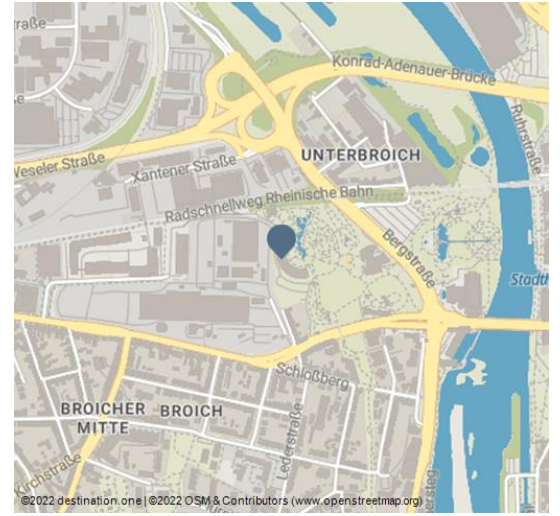 Konrad-Adenauer-Brücke
Ruhrstraße
Weseler Straße
Xantener Straße
UNTERBROICH
Radschnellweg Rheinische Bahn
Bergstraße
Schloßberg
BROICHER
MITTE
BROICH
Lederstraße
Kirchstraße
©2022 destination.one | ©2022 OSM & Contributors (www.openstreetmap.org)